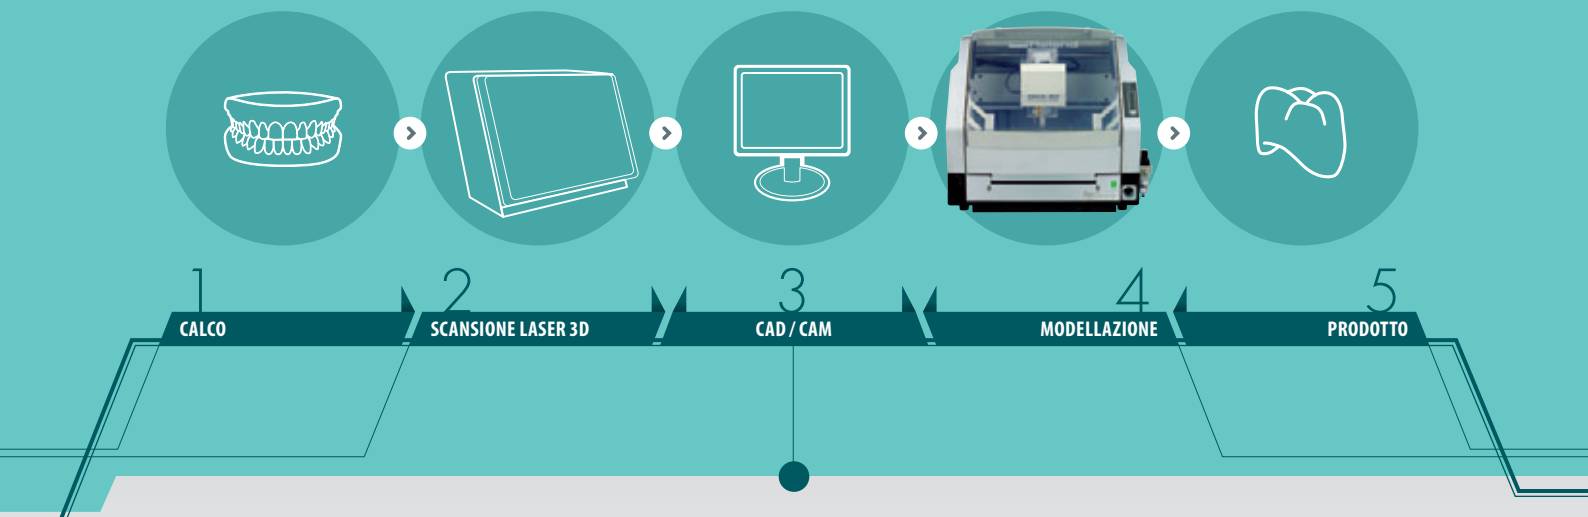 1
CALCO
2
SCANSIONE LASER 3D
3
CAD / CAM
4
MODELLAZIONE
5
PRODOTTO